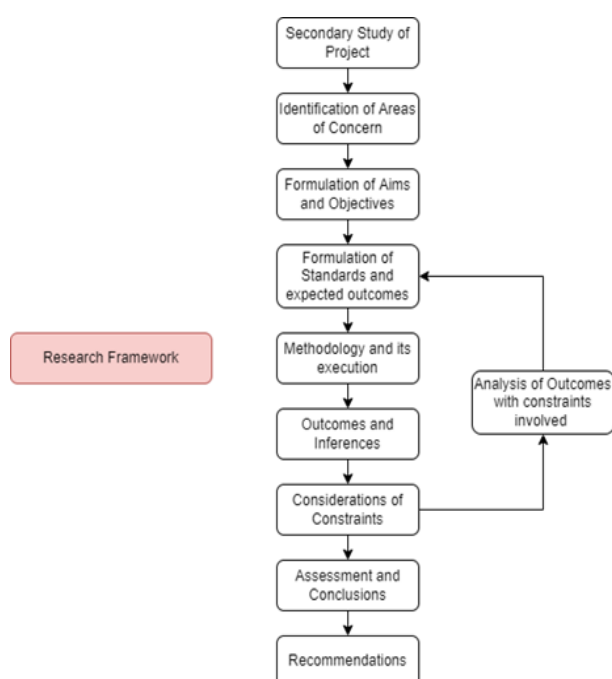 Secondary Study of
Project
Identification of Areas
of Concern
Formulation of Aims
and Objectives
Formulation of
Standards and
expected outcomes
Research Framework
Methodology and its
execution
Analysis of Outcomes
with constraints
involved
Outcomes and
Inferences
Considerations of
Constraints
Assessment and
Conclusions
Recommendations